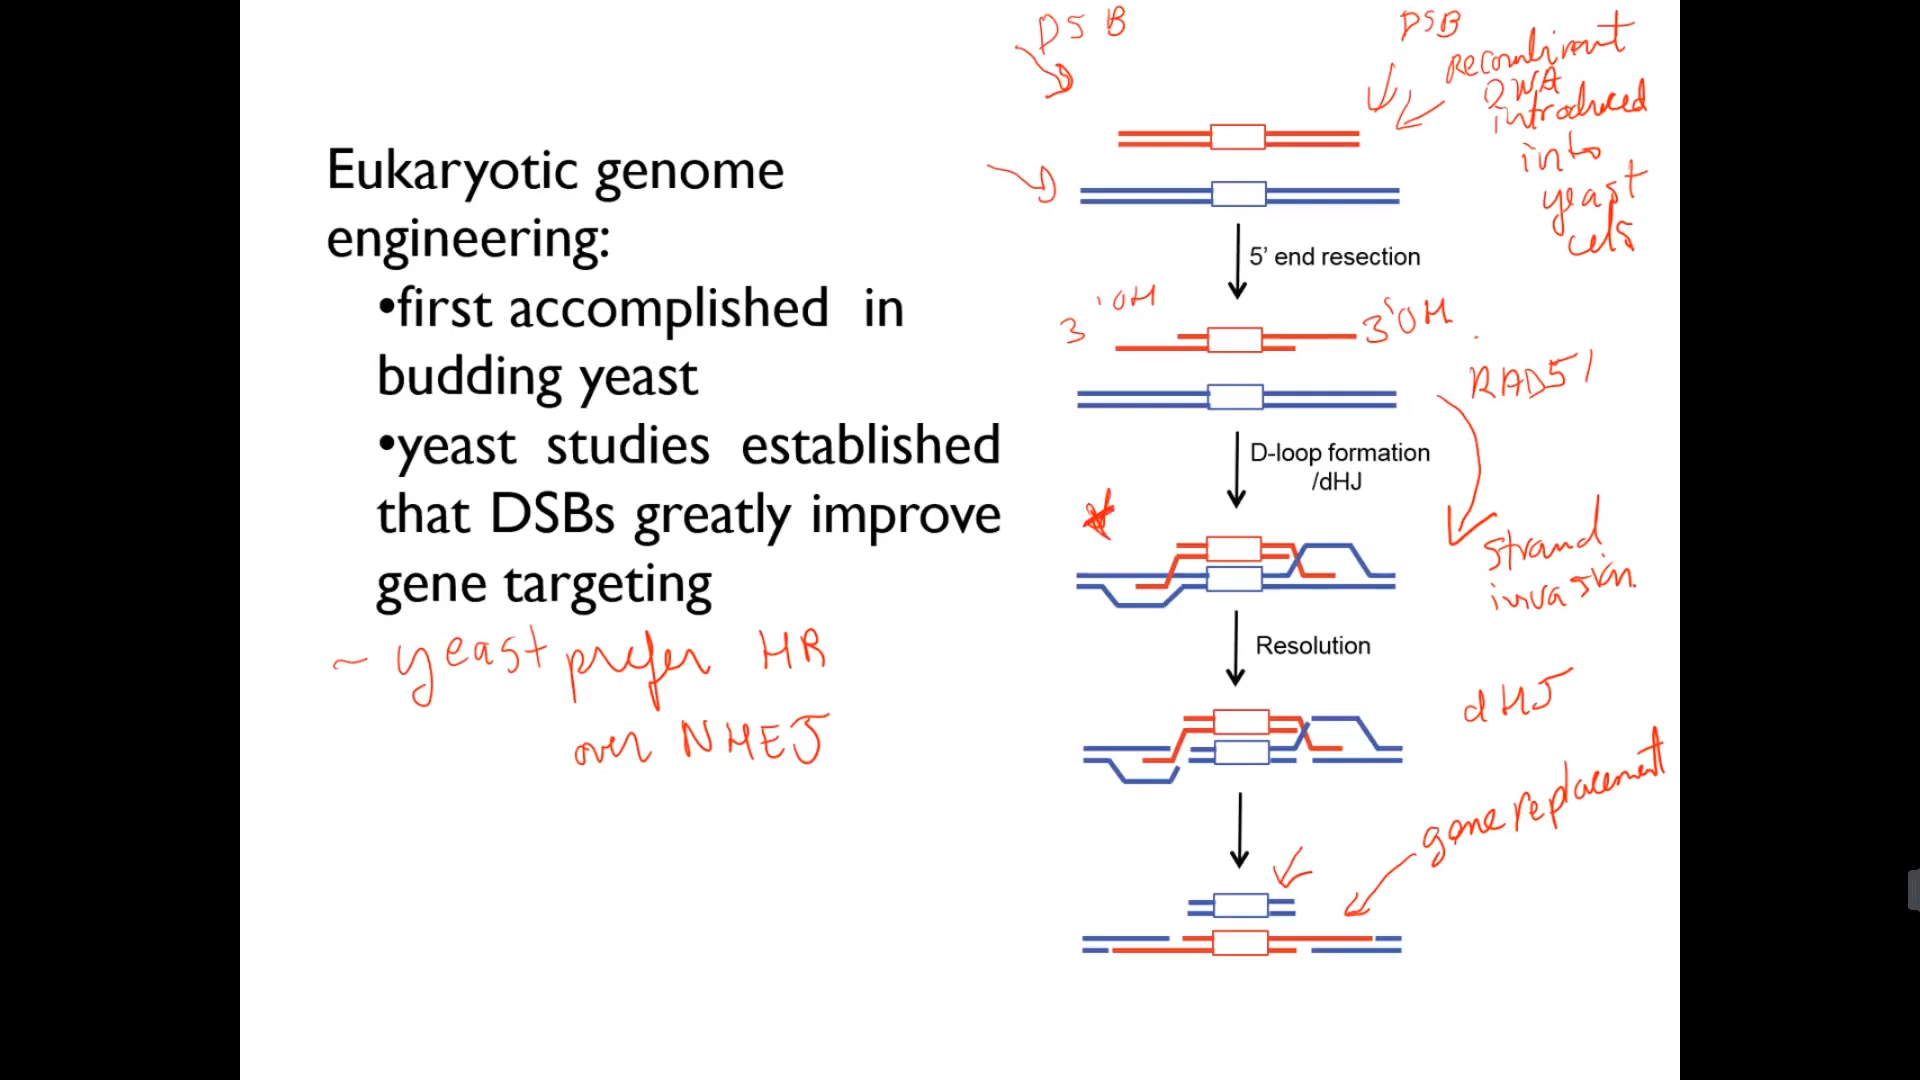 Eukaryotic genome
engineering:
•first accomplished in
budding yeast
•yeast studies established
that DSBs greatly improve
gene targeting
~ yeast prefer HR
over NHEJ
DSB
DSB
Recombinant
DNA
introduced
into
yeast
cells
5’ end resection
3'OH
3'OH
RAD51
D-loop formation
/dHJ
strand
invasion.
Resolution
dHJ
gene replacement